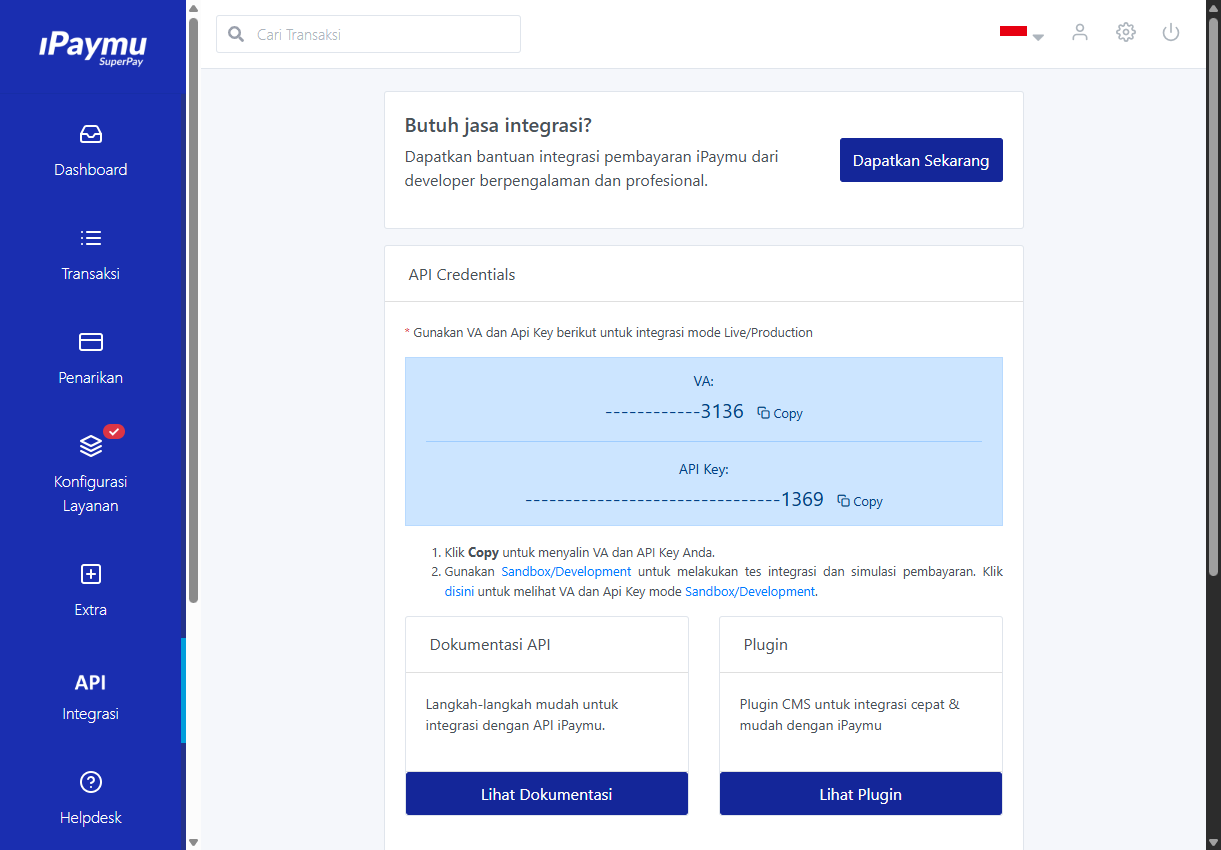 iPaymu
SuperPay
Cari Transaksi
Dashboard
Transaksi
Penarikan
Konfigurasi
Layanan
Extra
API
Integrasi
Helpdesk
Butuh jasa integrasi?
Dapatkan bantuan integrasi pembayaran iPaymu dari
developer berpengalaman dan profesional.
Dapatkan Sekarang
API Credentials
* Gunakan VA dan Api Key berikut untuk integrasi mode Live/Production
VA:
------------3136 Copy
API Key:
--------------------------------1369 Copy
1. Klik Copy untuk menyalin VA dan API Key Anda.
2. Gunakan Sandbox/Development untuk melakukan tes integrasi dan simulasi pembayaran. Klik
disini untuk melihat VA dan Api Key mode Sandbox/Development.
Dokumentasi API
Langkah-langkah mudah untuk
integrasi dengan API iPaymu.
Lihat Dokumentasi
Plugin
Plugin CMS untuk integrasi cepat &
mudah dengan iPaymu
Lihat Plugin